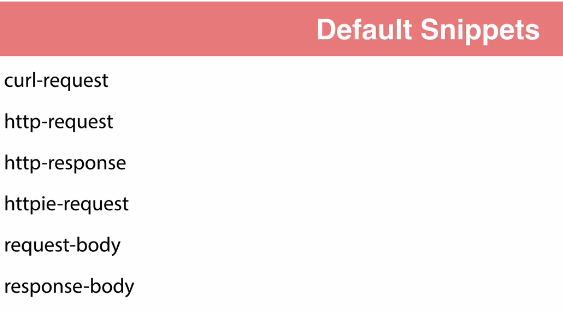 Default Snippets
curl-request
http-request
http-response
httpie-request
request-body
response-body